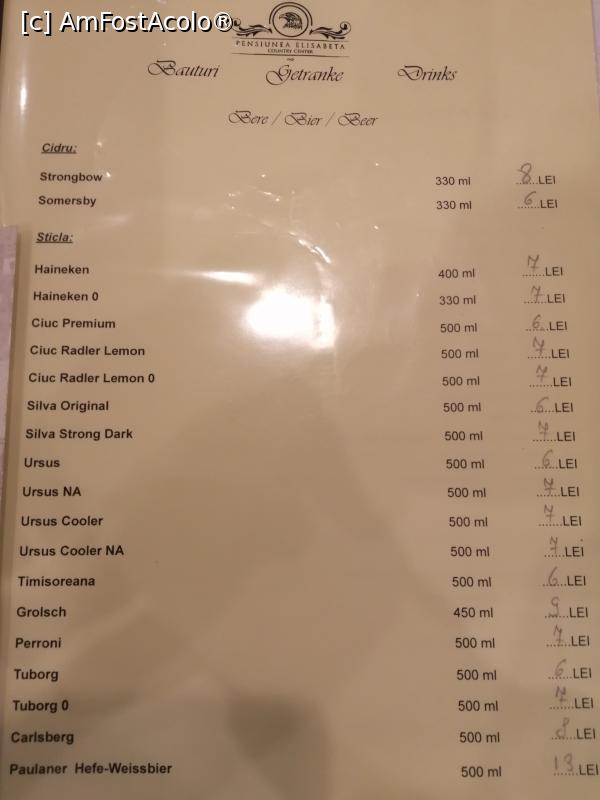 [c] AmFostAcolo®
PENSIUNEA ELISABETA
COUNTRY CENTER
Bauturi Getranke Drinks
Bere / Bier / Beer
Cidru:
Strongbow 330 ml 8 LEI
Somersby 330 ml 6 LEI
Sticla:
Haineken 400 ml 7 LEI
Haineken 0 330 ml 7 LEI
Ciuc Premium 500 ml 6 LEI
Ciuc Radler Lemon 500 ml 7 LEI
Ciuc Radler Lemon 0 500 ml 7 LEI
Silva Original 500 ml 6 LEI
Silva Strong Dark 500 ml 7 LEI
Ursus 500 ml 6 LEI
Ursus NA 500 ml 7 LEI
Ursus Cooler 500 ml 7 LEI
Ursus Cooler NA 500 ml 7 LEI
Timisoreana 500 ml 6 LEI
Grolsch 450 ml 9 LEI
Perroni 500 ml 7 LEI
Tuborg 500 ml 6 LEI
Tuborg 0 500 ml 7 LEI
Carlsberg 500 ml 8 LEI
Paulaner Hefe-Weissbier 500 ml 13 LEI